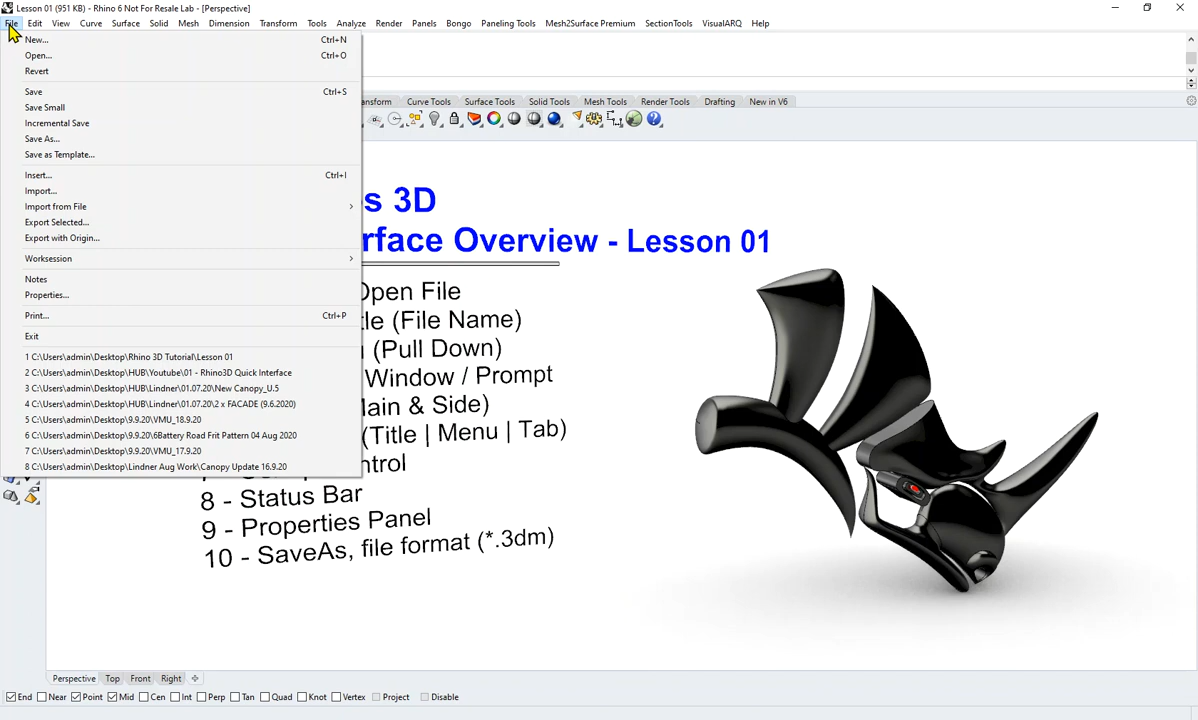 Lesson 01 (951 KB) - Rhino 6 Not For Resale Lab - [Perspective]
File Edit View Curve Surface Solid Mesh Dimension Transform Tools Analyze Render Panels Bongo Paneling Tools Mesh2Surface Premium SectionTools VisualARQ Help
New... Ctrl+N
Open... Ctrl+O
Revert
Save Ctrl+S
Save Small
Incremental Save
Save As...
Save as Template...
Insert... Ctrl+I
Import...
Import from File
Export Selected...
Export with Origin...
Worksession
Notes
Properties...
Print... Ctrl+P
Exit
1 C:\Users\admin\Desktop\Rhino 3D Tutorial\Lesson 01
2 C:\Users\admin\Desktop\HUB\Youtube\01 - Rhino3D Quick Interface
3 C:\Users\admin\Desktop\HUB\Lindner\01.07.20\New Canopy_U.5
4 C:\Users\admin\Desktop\HUB\Lindner\01.07.20\2 x FACADE (9.6.2020)
5 C:\Users\admin\Desktop\9.9.20\VMU_18.9.20
6 C:\Users\admin\Desktop\9.9.20\6Battery Road Frit Pattern 04 Aug 2020
7 C:\Users\admin\Desktop\9.9.20\VMU_17.9.20
8 C:\Users\admin\Desktop\Lindner Aug Work\Canopy Update 16.9.20
ansform Curve Tools Surface Tools Solid Tools Mesh Tools Render Tools Drafting New in V6
s 3D
rface Overview - Lesson 01
Open File
tle (File Name)
(Pull Down)
Window / Prompt
Main & Side)
(Title | Menu | Tab)
ntrol
8 - Status Bar
9 - Properties Panel
10 - SaveAs, file format (*.3dm)
Perspective Top Front Right
End Near Point Mid Cen Int Perp Tan Quad Knot Vertex Project Disable